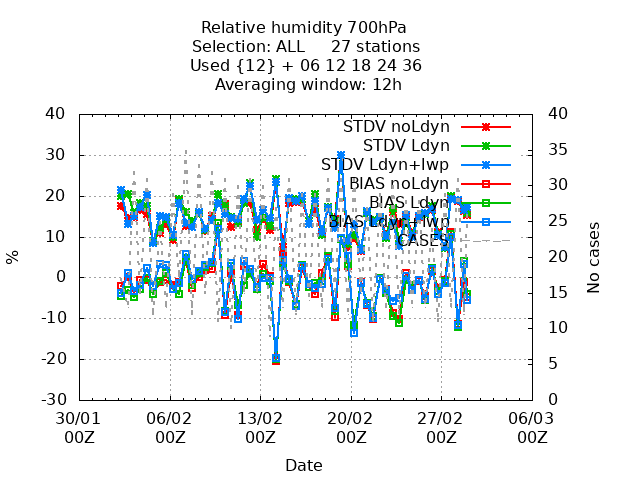 Relative humidity 700hPa
Selection: ALL 27 stations
Used {12} + 06 12 18 24 36
Averaging window: 12h
40 40
STDV noLdyn
STDV Ldyn
30 35
STDV Ldyn+lwp
30
BIAS noLdyn
20
BIAS Ldyn
25
BIAS Ldyn+lwp
10
CASES
20
0
15
-10
10
-20
5
-30 0
%
No cases
30/01 06/02 13/02 20/02 27/02 06/03
00Z 00Z 00Z 00Z 00Z 00Z
Date